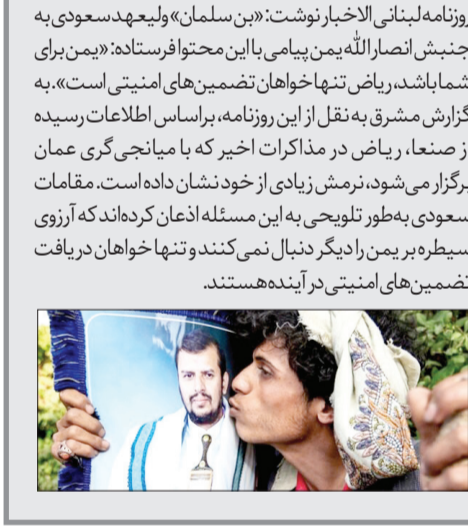 روزنامه لبنانی الاخبار نوشت: «بن سلمان» ولیعهد سعودی به
جنبش انصارالله یمن پیامی با این محتوا فرستاده: «یمن برای
شما باشد، ریاض تنها خواهان تضمین‌های امنیتی است». به
گزارش مشرق به نقل از این روزنامه، براساس اطلاعات رسیده
از صنعا، ریاض در مذاکرات اخیر که با میانجی‌گری عمان
برگزار می‌شود، نرمش زیادی از خود نشان داده است. مقامات
سعودی به‌طور تلویحی به این مسئله اذعان کرده‌اند که آرزوی
سیطره بر یمن را دیگر دنبال نمی‌کنند و تنها خواهان دریافت
تضمین‌های امنیتی در آینده هستند.